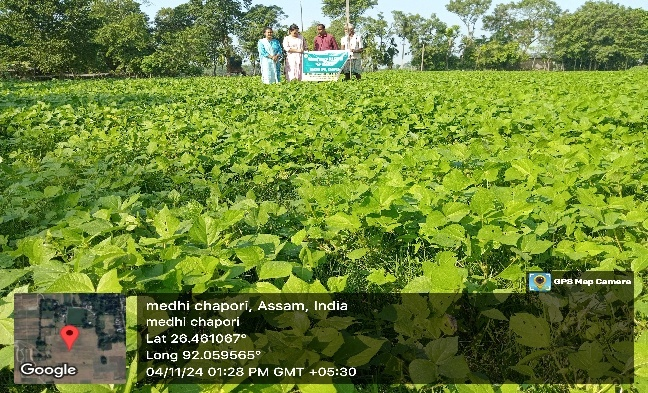 GPS Map Camera
medhi chapori, Assam, India
medhi chapori
Lat 26.461067°
Long 92.059565°
04/11/24 01:28 PM GMT +05:30
Google